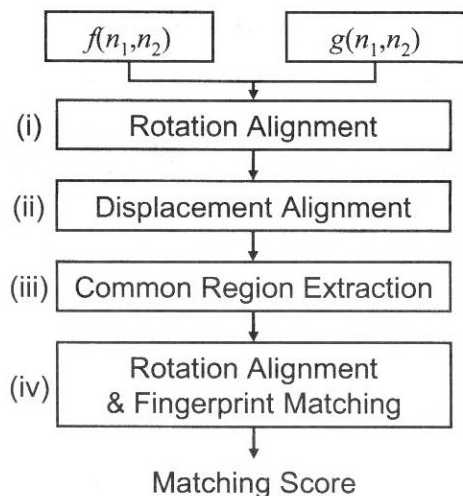 f(n₁,n₂) g(n₁,n₂)
(i) Rotation Alignment
(ii) Displacement Alignment
(iii) Common Region Extraction
(iv) Rotation Alignment
& Fingerprint Matching
Matching Score